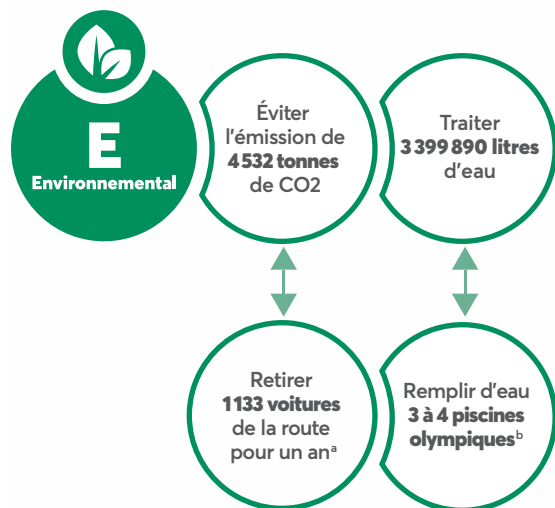 E
Environnemental
Éviter
l'émission de
4 532 tonnes
de CO2
Traiter
3 399 890 litres
d'eau
Retirer
1 133 voitures
de la route
pour un anᵃ
Remplir d'eau
3 à 4 piscines
olympiquesᵇ